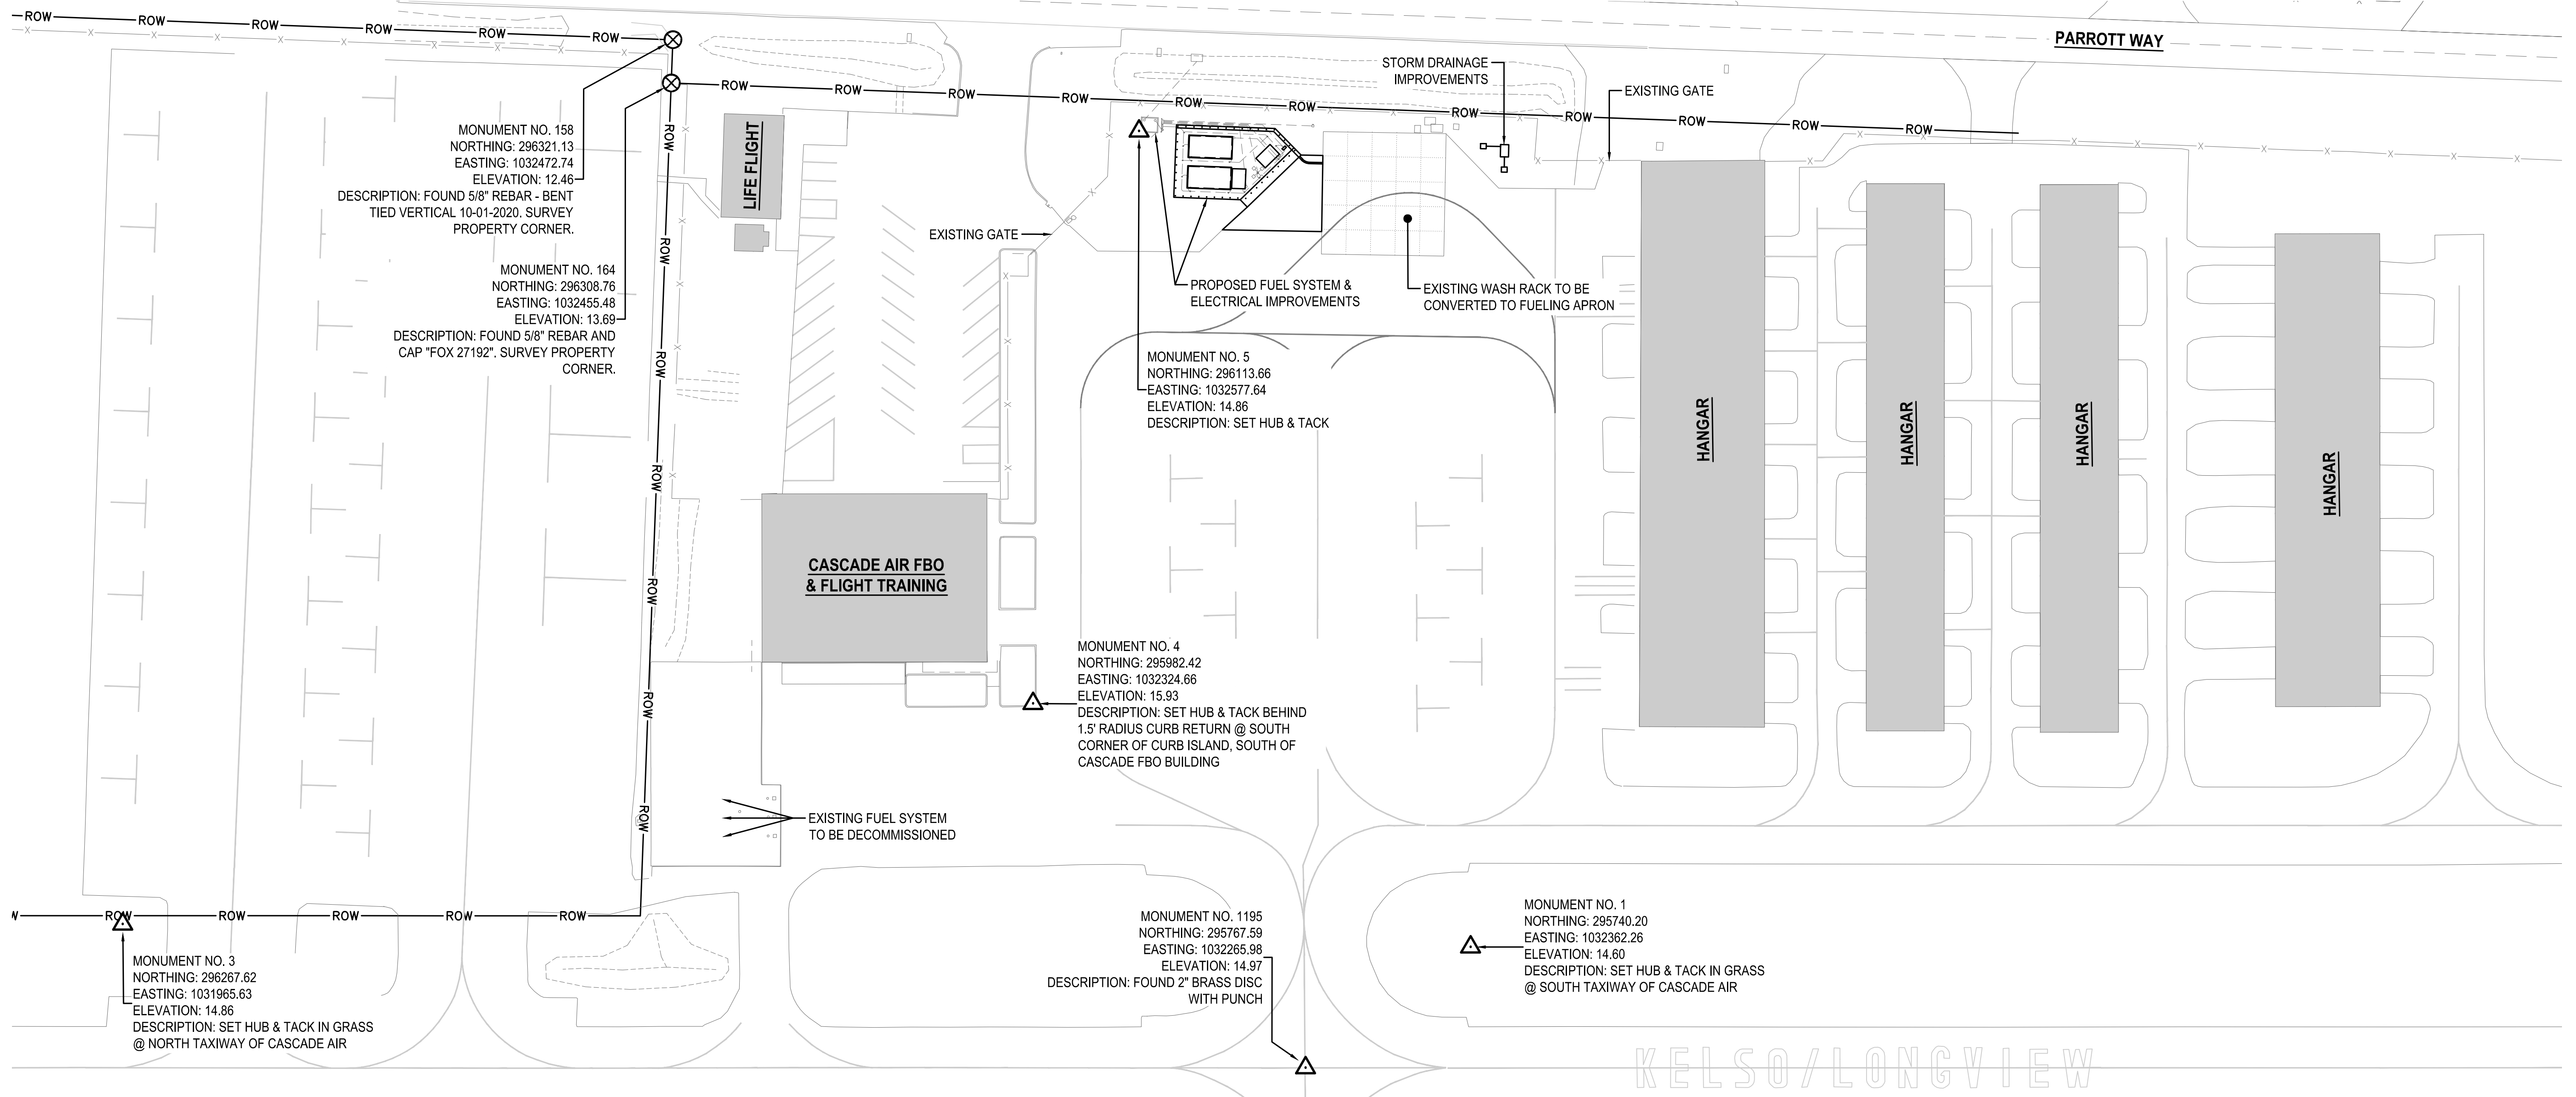 ROW ROW ROW ROW ROW ROW
PARROTT WAY
STORM DRAINAGE
IMPROVEMENTS
EXISTING GATE
ROW ROW ROW ROW ROW ROW ROW ROW ROW ROW ROW
MONUMENT NO. 158
NORTHING: 296321.13
EASTING: 1032472.74
ELEVATION: 12.46
DESCRIPTION: FOUND 5/8" REBAR - BENT
TIED VERTICAL 10-01-2020. SURVEY
PROPERTY CORNER.
ROW
ROW
ROW
ROW
ROW
ROW
ROW
LIFE FLIGHT
EXISTING GATE
MONUMENT NO. 164
NORTHING: 296308.76
EASTING: 1032455.48
ELEVATION: 13.69
DESCRIPTION: FOUND 5/8" REBAR AND
CAP "FOX 27192". SURVEY PROPERTY
CORNER.
PROPOSED FUEL SYSTEM &
ELECTRICAL IMPROVEMENTS
EXISTING WASH RACK TO BE
CONVERTED TO FUELING APRON
MONUMENT NO. 5
NORTHING: 296113.66
EASTING: 1032577.64
ELEVATION: 14.86
DESCRIPTION: SET HUB & TACK
HANGAR
HANGAR
HANGAR
HANGAR
CASCADE AIR FBO
& FLIGHT TRAINING
MONUMENT NO. 4
NORTHING: 295982.42
EASTING: 1032324.66
ELEVATION: 15.93
DESCRIPTION: SET HUB & TACK BEHIND
1.5' RADIUS CURB RETURN @ SOUTH
CORNER OF CURB ISLAND, SOUTH OF
CASCADE FBO BUILDING
EXISTING FUEL SYSTEM
TO BE DECOMMISSIONED
W ROW ROW ROW ROW ROW
MONUMENT NO. 3
NORTHING: 296267.62
EASTING: 1031965.63
ELEVATION: 14.86
DESCRIPTION: SET HUB & TACK IN GRASS
@ NORTH TAXIWAY OF CASCADE AIR
MONUMENT NO. 1195
NORTHING: 295767.59
EASTING: 1032265.98
ELEVATION: 14.97
DESCRIPTION: FOUND 2" BRASS DISC
WITH PUNCH
MONUMENT NO. 1
NORTHING: 295740.20
EASTING: 1032362.26
ELEVATION: 14.60
DESCRIPTION: SET HUB & TACK IN GRASS
@ SOUTH TAXIWAY OF CASCADE AIR
KELSO/LONGVIEW